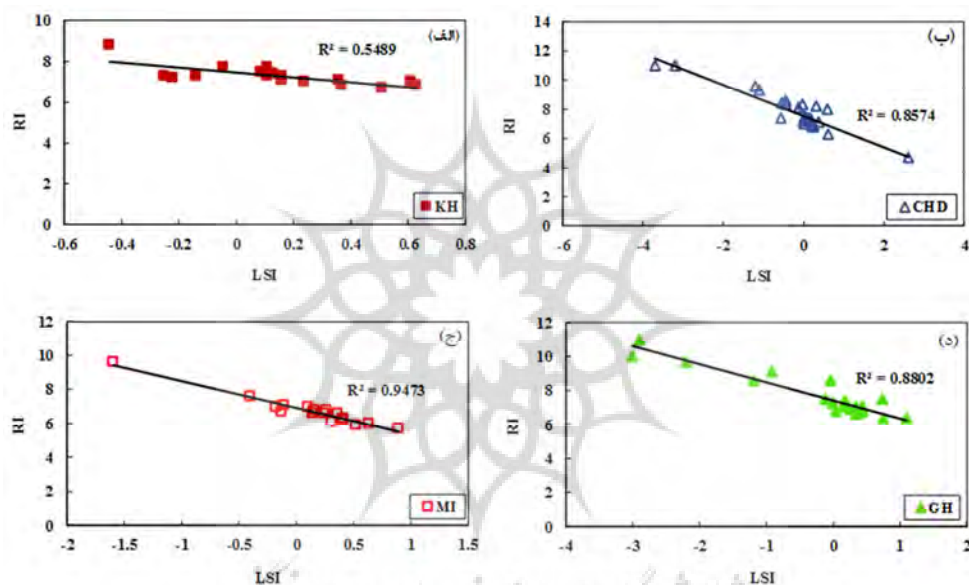 (الف)
R² = 0.5489
10
8
6
4
2
0
RI
-0.6
-0.4
-0.2
0
0.2
0.4
0.6
0.8
LSI
KH
(ب)
R² = 0.8574
14
12
10
8
6
4
2
0
RI
-6
-4
-2
0
2
4
LSI
CHD
(ج)
R² = 0.9473
12
10
8
6
4
2
0
RI
-2
-1.5
-1
-0.5
0
0.5
1
1.5
LSI
MI
(د)
R² = 0.8802
12
10
8
6
4
2
0
RI
-4
-3
-2
-1
0
1
2
LSI
GH